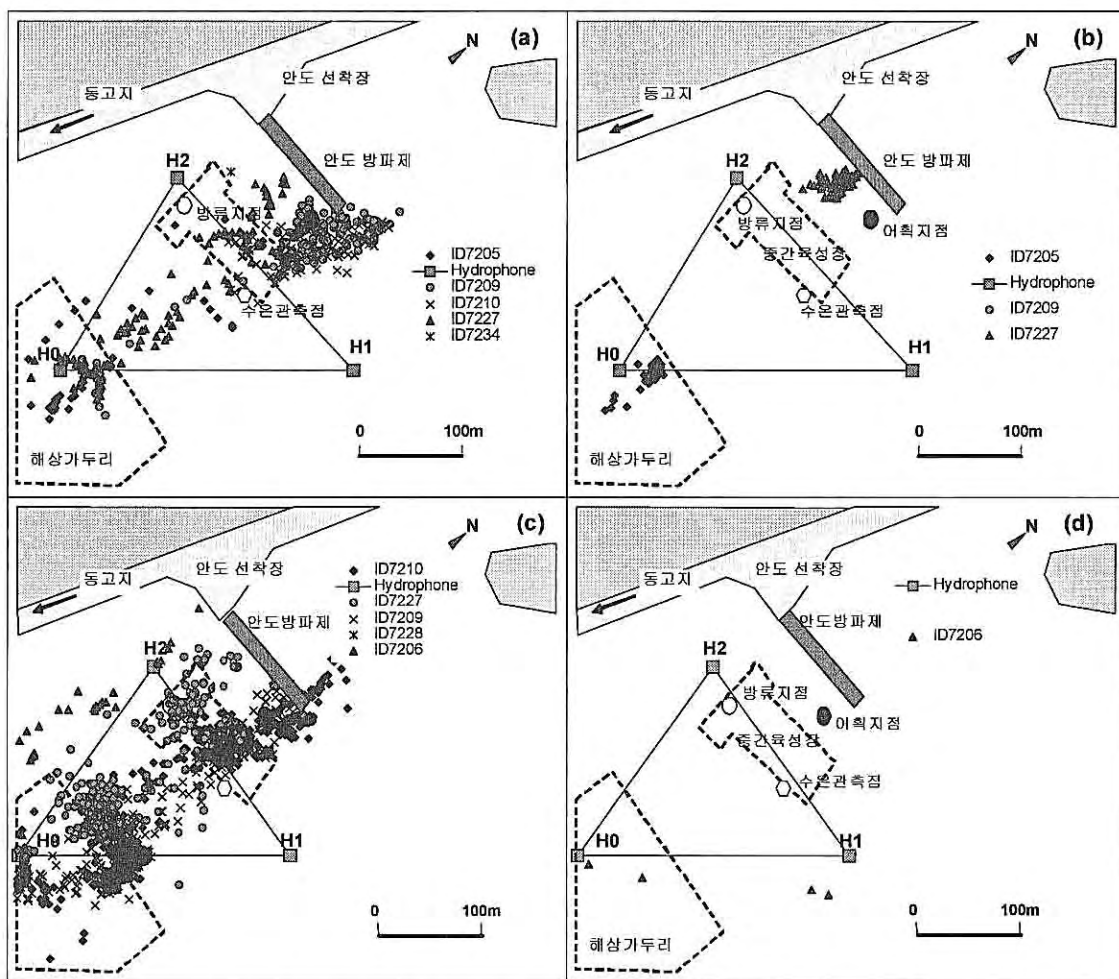 (a)
N
안도 선착장
동고지
H2
안도 방파제
방류지점
ID7205
Hydrophone
ID7209
ID7210
ID7227
ID7234
수온관측점
H0
H1
0 100m
해상가두리
(b)
N
안도 선착장
동고지
H2
안도 방파제
방류지점
어획지점
중간육성장
ID7205
Hydrophone
ID7209
ID7227
수온관측점
H0
H1
0 100m
해상가두리
(c)
N
안도 선착장
동고지
ID7210
Hydrophone
ID7227
ID7209
ID7228
ID7206
안도방파제
H2
H0
H1
0 100m
(d)
N
안도 선착장
동고지
Hydrophone
안도방파제
ID7206
H2
방류지점
어획지점
중간육성장
수온관측점
H0
H1
0 100m
해상가두리